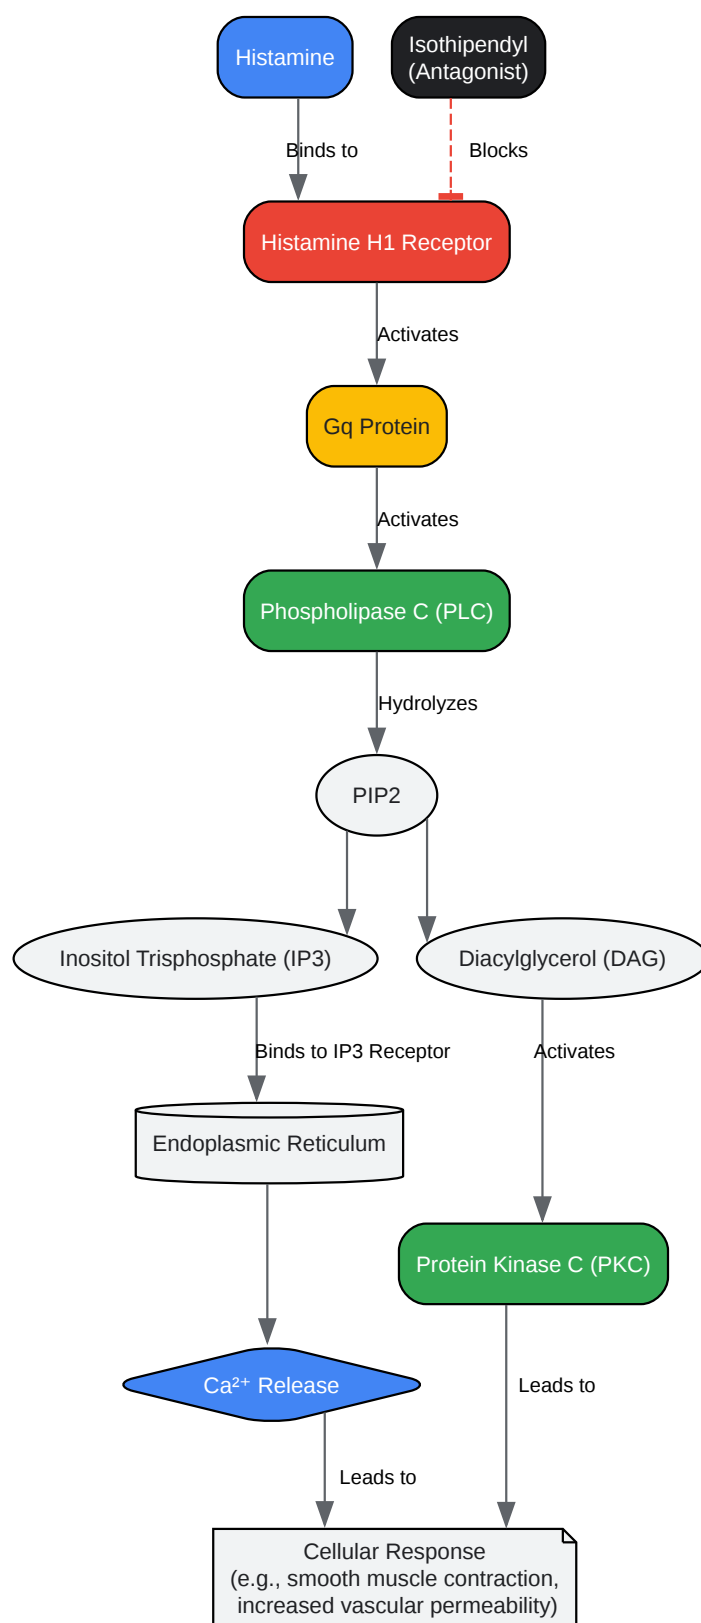 Histamine
Isothipendyl
(Antagonist)
Binds to
Blocks
Histamine H1 Receptor
Activates
Gq Protein
Activates
Phospholipase C (PLC)
Hydrolyzes
PIP2
Inositol Trisphosphate (IP3)
Diacylglycerol (DAG)
Binds to IP3 Receptor
Activates
Endoplasmic Reticulum
Protein Kinase C (PKC)
Ca²⁺ Release
Leads to
Leads to
Cellular Response
(e.g., smooth muscle contraction,
increased vascular permeability)